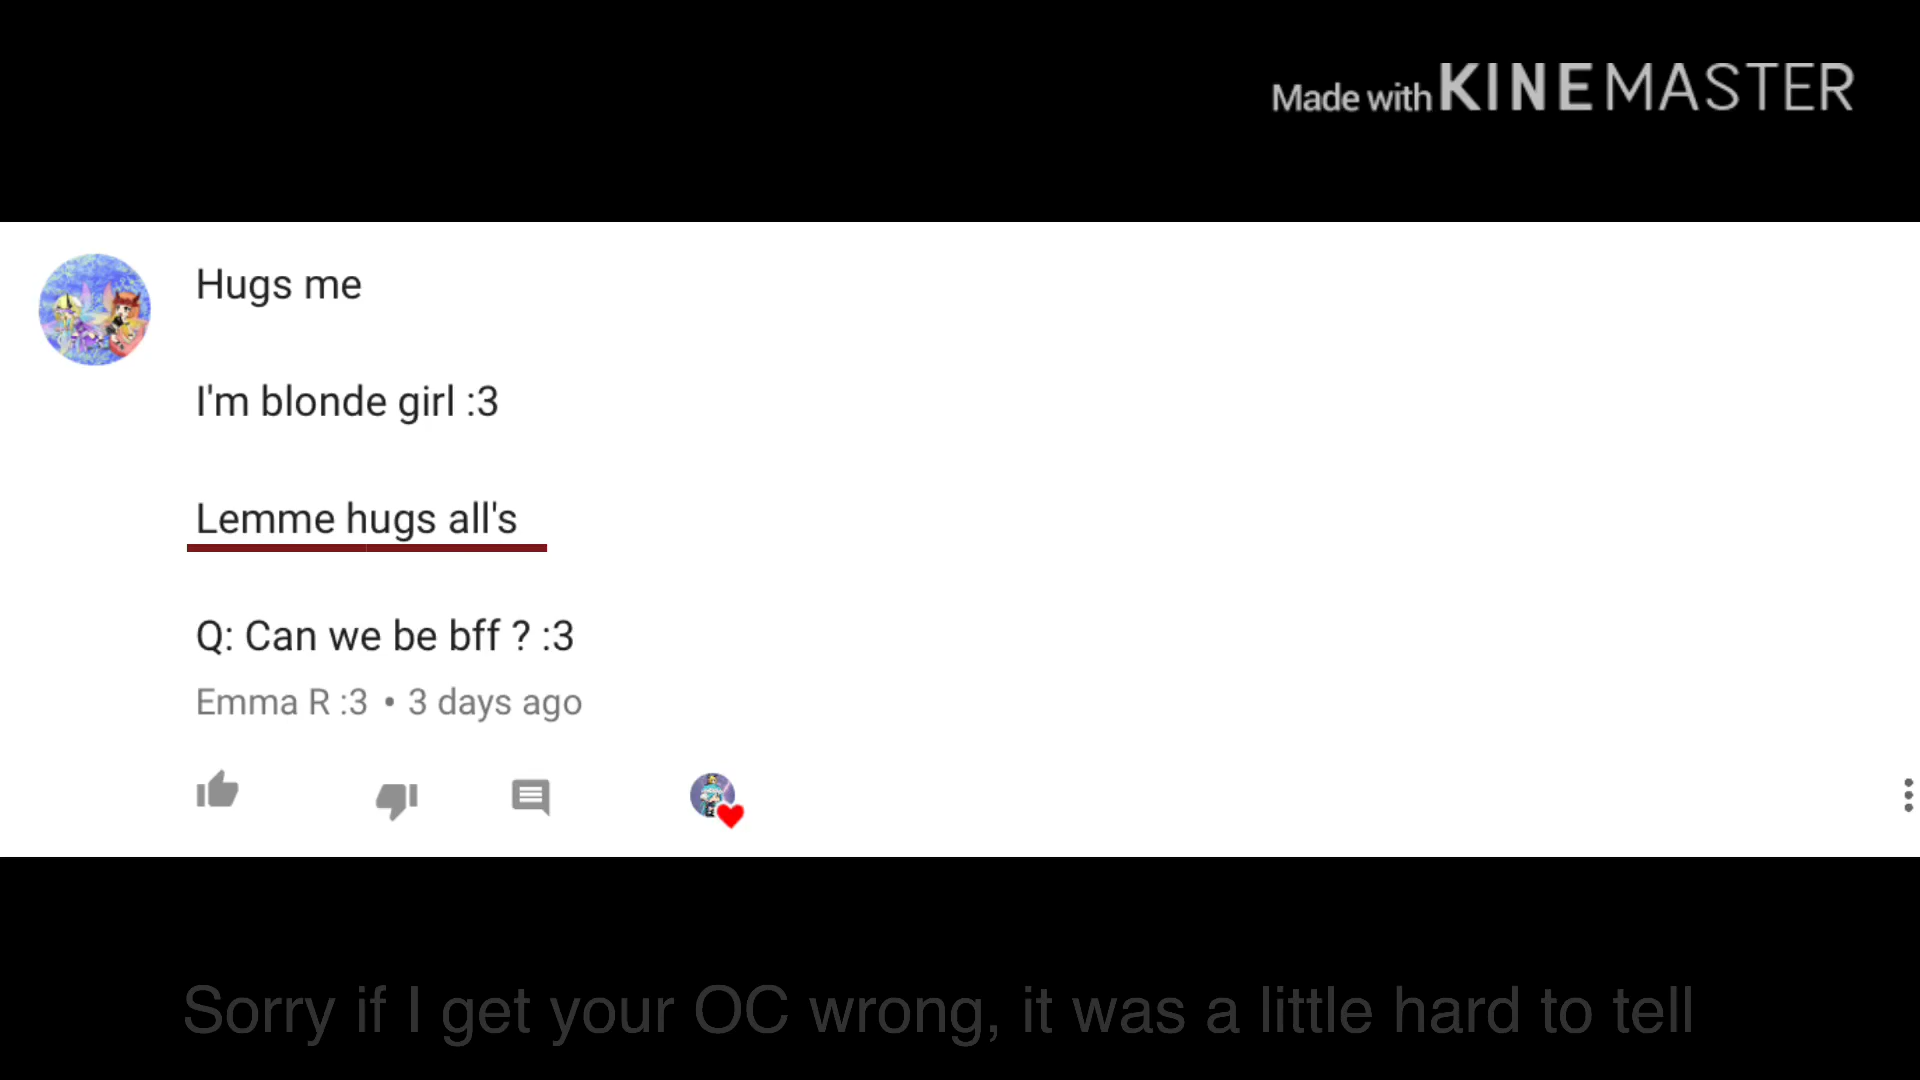 Made with KINEMASTER
Hugs me
I'm blonde girl :3
Lemme hugs all's
Q: Can we be bff ? :3
Emma R :3 • 3 days ago
Sorry if I get your OC wrong, it was a little hard to tell